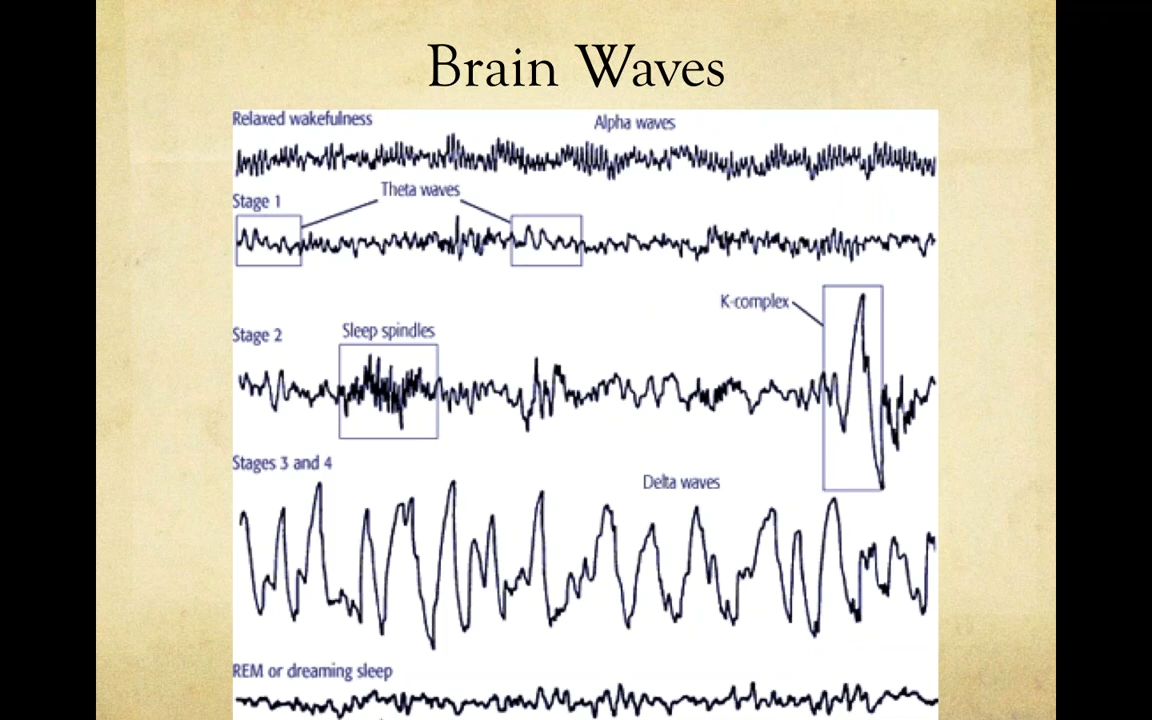 Brain Waves
Relaxed wakefulness
Alpha waves
Theta waves
Stage 1
K-complex
Stage 2
Sleep spindles
Stages 3 and 4
Delta waves
REM or dreaming sleep